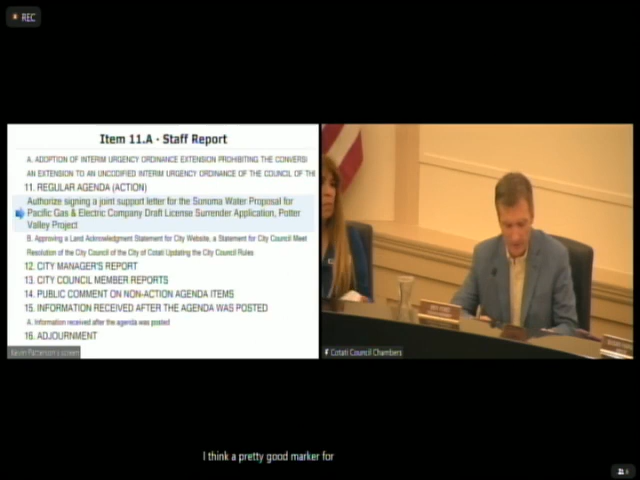 REC
Item 11.A - Staff Report
A. ADOPTION OF INTERIM URGENCY ORDINANCE EXTENSION PROHIBITING THE CONVERSI
AN EXTENSION TO AN UNCODIFIED INTERIM URGENCY ORDINANCE OF THE COUNCIL OF THE
11. REGULAR AGENDA (ACTION)
Authorize signing a joint support letter for the Sonoma Water Proposal for
Pacific Gas & Electric Company Draft License Surrender Application, Potter
Valley Project
B. Approving a Land Acknowledgment Statement for City Website, a Statement for City Council Meet
Resolution of the City Council of the City of Cotati Updating the City Council Rules
12. CITY MANAGER'S REPORT
13. CITY COUNCIL MEMBER REPORTS
14. PUBLIC COMMENT ON NON-ACTION AGENDA ITEMS
15. INFORMATION RECEIVED AFTER THE AGENDA WAS POSTED
A. Information received after the agenda was posted
16. ADJOURNMENT
Kevin Patterson's screen
Cotati Council Chambers
I think a pretty good marker for